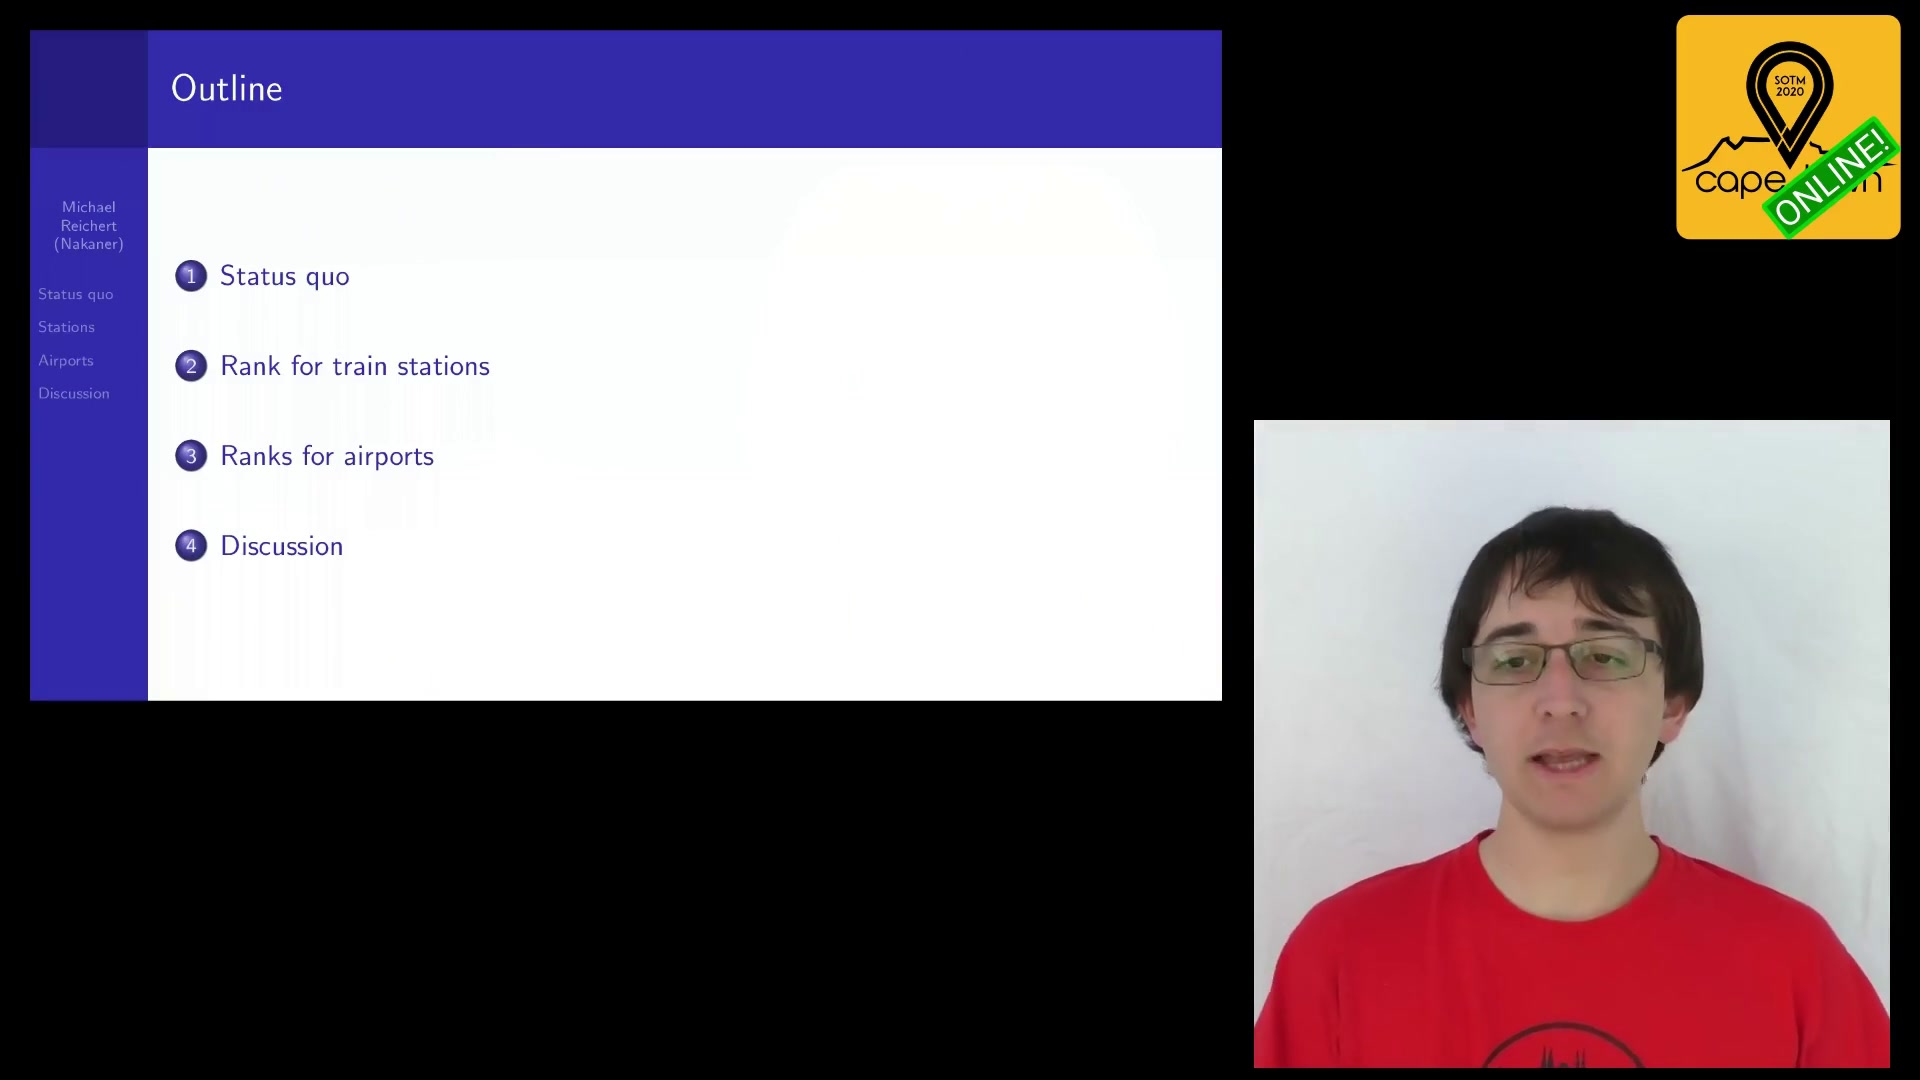 Outline
Michael
Reichert
(Nakaner)
Status quo
Stations
Airports
Discussion
1 Status quo
2 Rank for train stations
3 Ranks for airports
4 Discussion
SOTM
2020
cape
ONLINE!